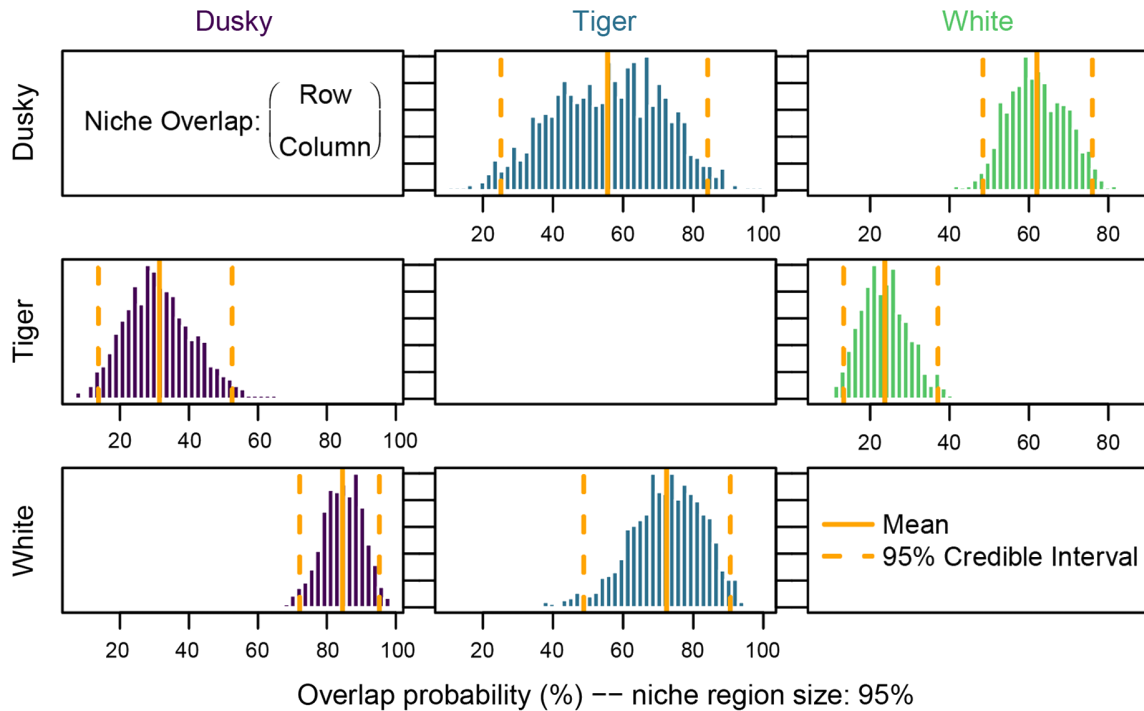 Dusky Tiger White
Dusky
Niche Overlap: ( Row
Column )
20 40 60 80 100
20 40 60 80
Tiger
20 40 60 80 100
20 40 60 80
White
Mean
95% Credible Interval
20 40 60 80 100
20 40 60 80 100
Overlap probability (%) −− niche region size: 95%